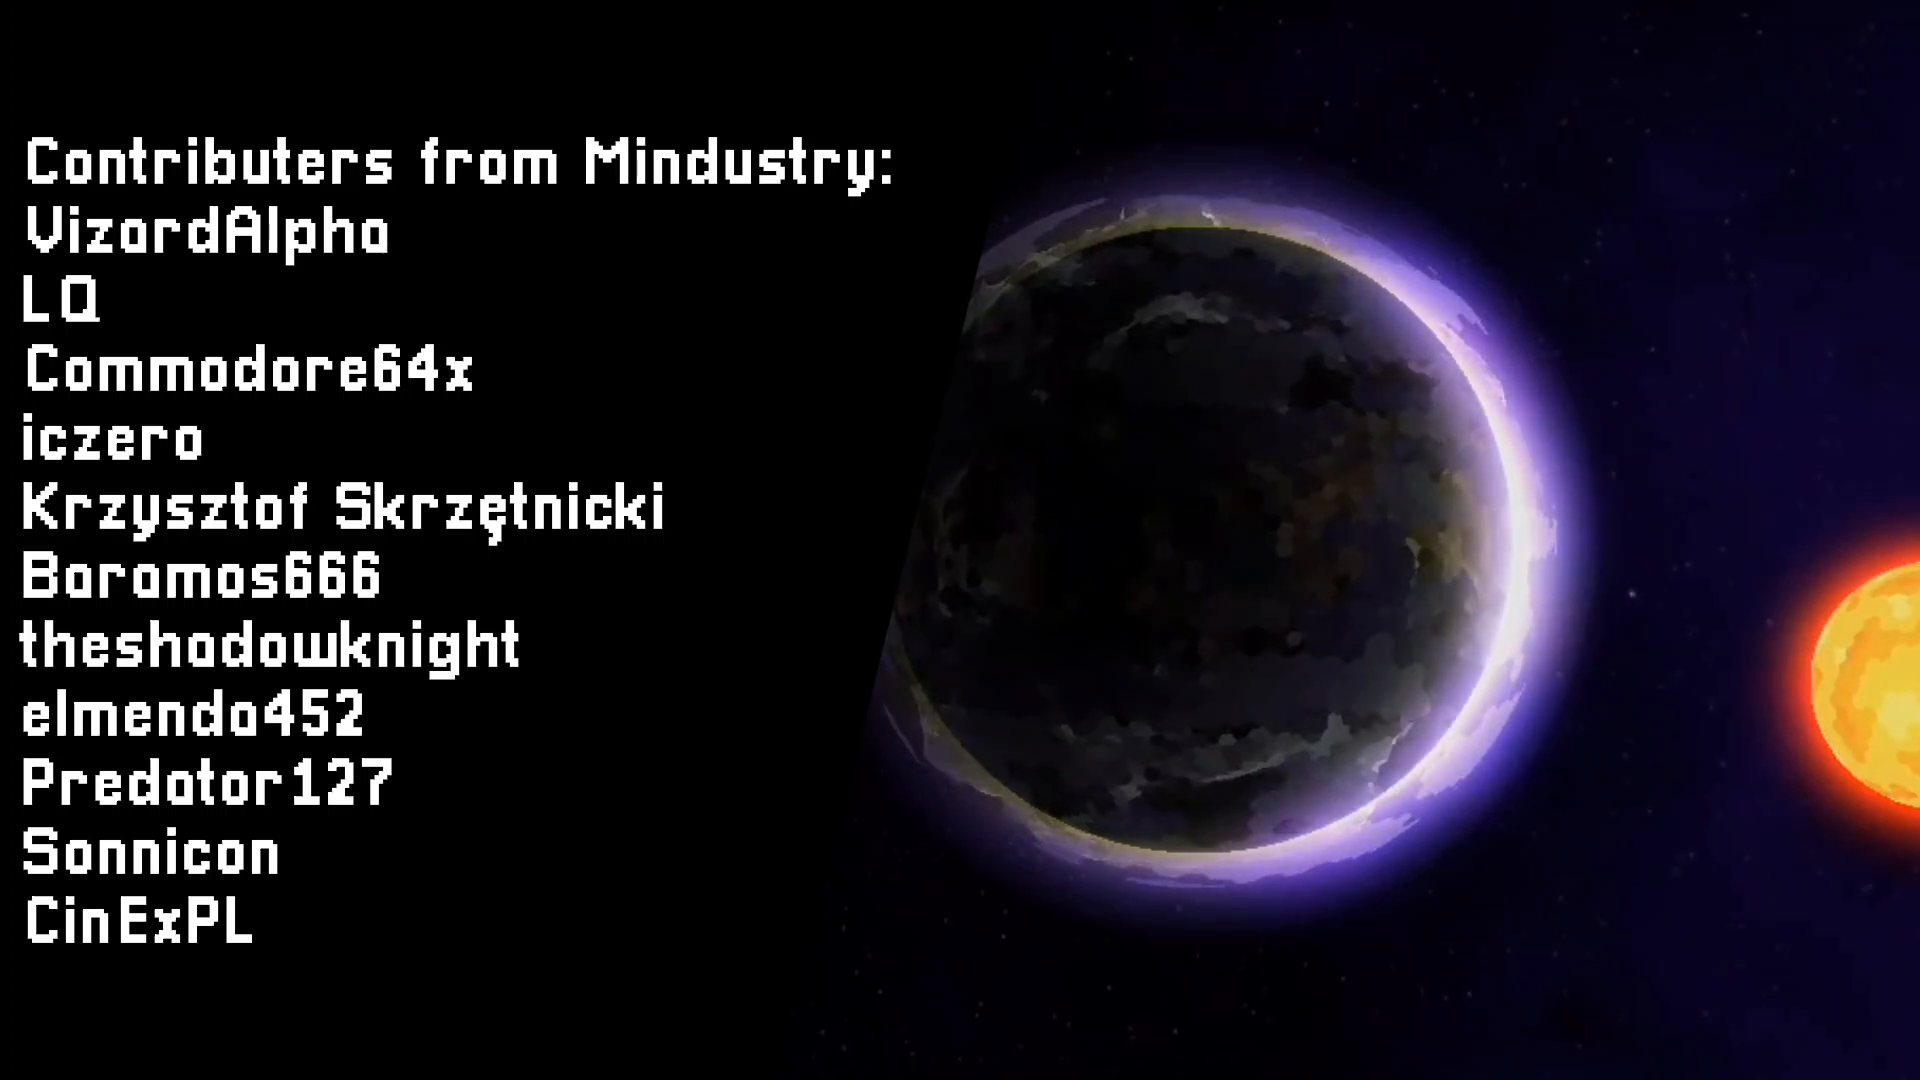 Contributers from Mindustry:
VizardAlpha
LQ
Commodore64x
iczero
Krzysztof Skrzętnicki
Baramos666
theshadowknight
elmenda452
Predator127
Sonnicon
CinExPL